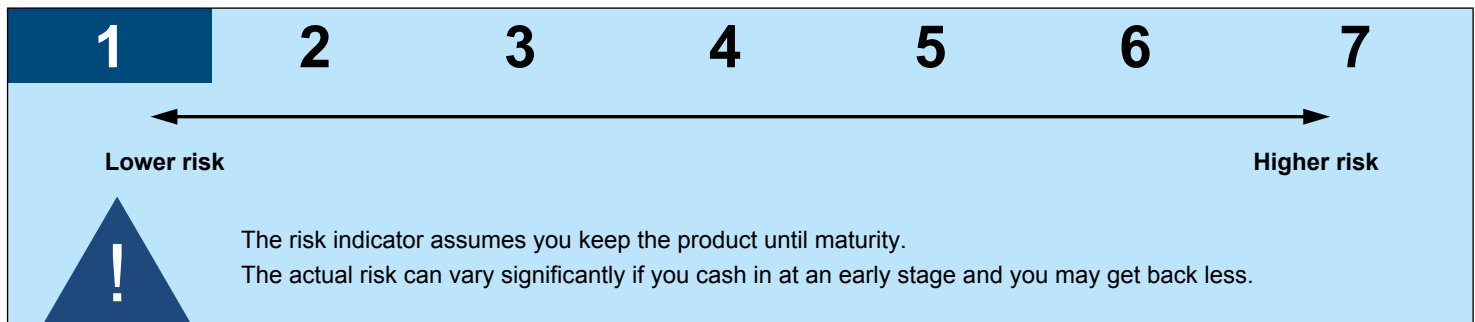 1 2 3 4 5 6 7
Lower risk Higher risk
!
The risk indicator assumes you keep the product until maturity.
The actual risk can vary significantly if you cash in at an early stage and you may get back less.